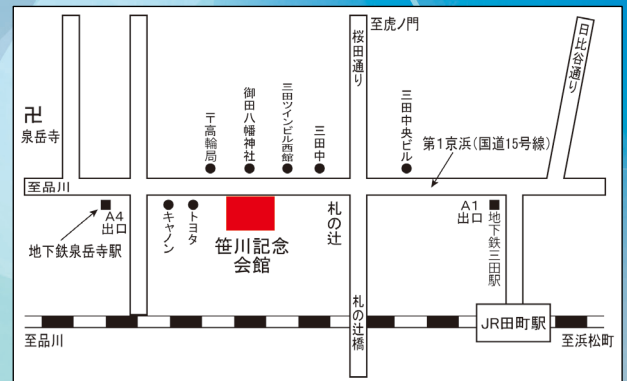 至虎ノ門
桜田通り
日比谷通り
卍
泉岳寺
〒高輪局
御田八幡神社
三田ツインビル西館
三田中
三田中央ビル
第1京浜(国道15号線)
至品川
A4
出口
地下鉄泉岳寺駅
キャノン
トヨタ
笹川記念
会館
札の辻
A1
出口
地下鉄三田駅
札の辻橋
JR田町駅
至品川
至浜松町